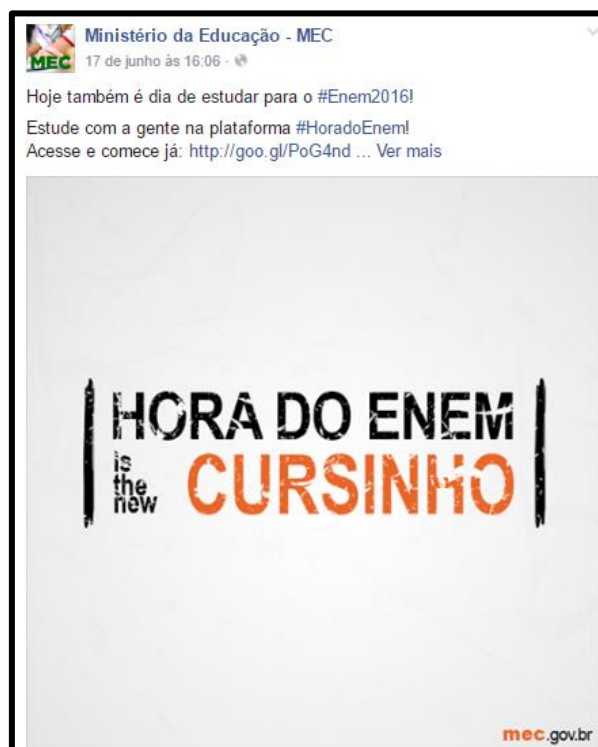 Ministério da Educação - MEC
MEC
17 de junho às 16:06 ·
Hoje também é dia de estudar para o #Enem2016!
Estude com a gente na plataforma #HoradoEnem!
Acesse e comece já: http://goo.gl/PoG4nd ... Ver mais
HORA DO ENEM
is
the
new
CURSINHO
mec.gov.br